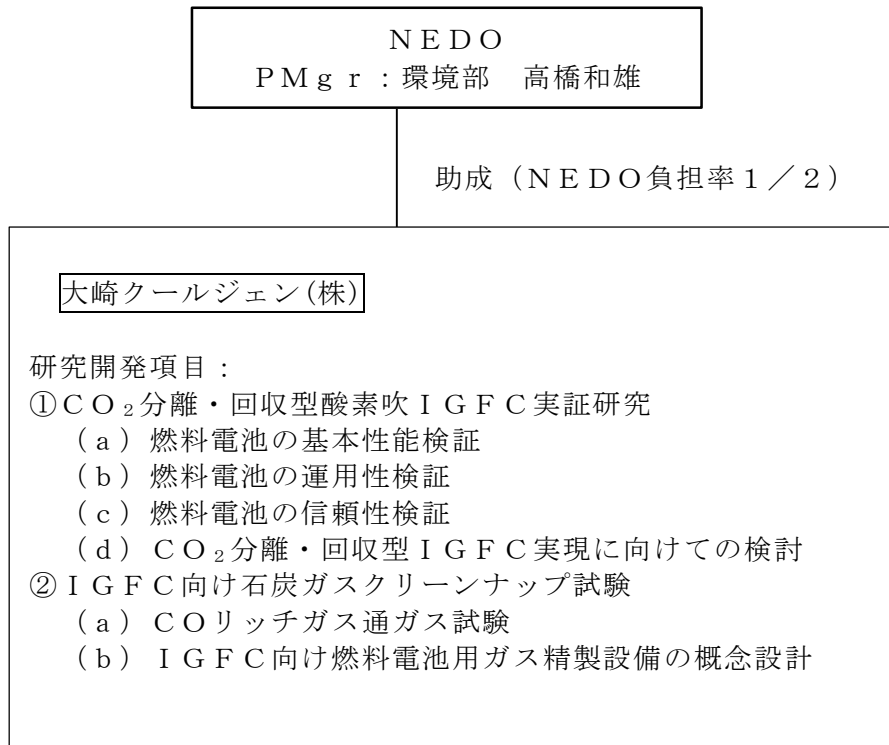 ＮＥＤＯ
ＰＭｇｒ：環境部　高橋和雄
助成（ＮＥＤＯ負担率１／２）
大崎クールジェン(株)
研究開発項目：
①ＣＯ₂分離・回収型酸素吹ＩＧＦＣ実証研究
（ａ）燃料電池の基本性能検証
（ｂ）燃料電池の運用性検証
（ｃ）燃料電池の信頼性検証
（ｄ）ＣＯ₂分離・回収型ＩＧＦＣ実現に向けての検討
②ＩＧＦＣ向け石炭ガスクリーンナップ試験
（ａ）ＣＯリッチガス通ガス試験
（ｂ）ＩＧＦＣ向け燃料電池用ガス精製設備の概念設計